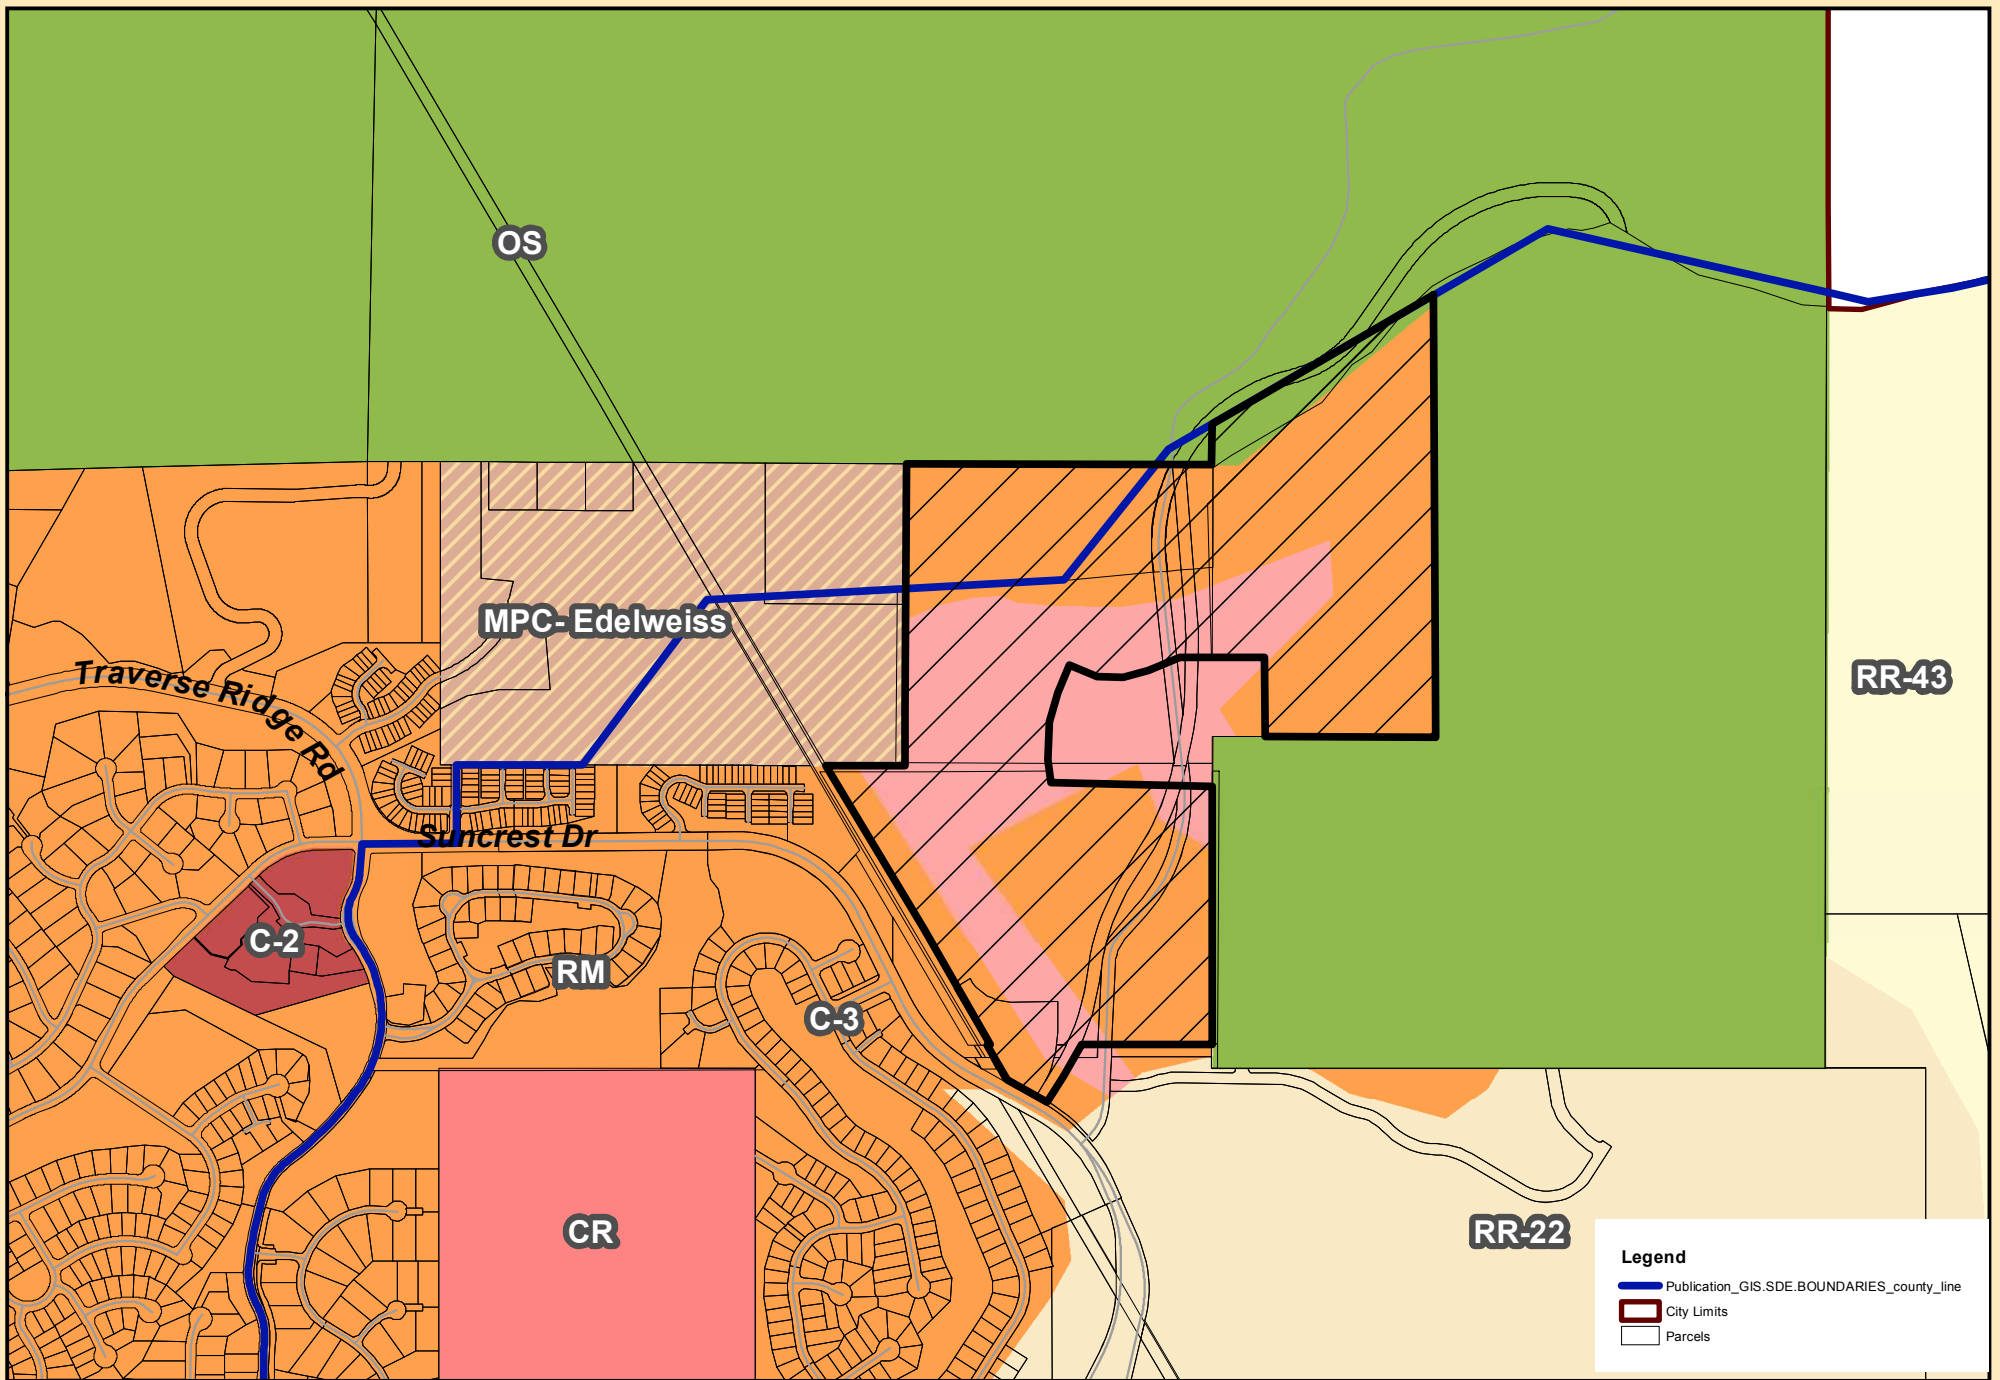 OS
MPC- Edelweiss
Traverse Ridge Rd
RR-43
Suncrest Dr
C-2
RM
C-3
CR
RR-22
Legend
Publication_GIS.SDE.BOUNDARIES_county_line
City Limits
Parcels